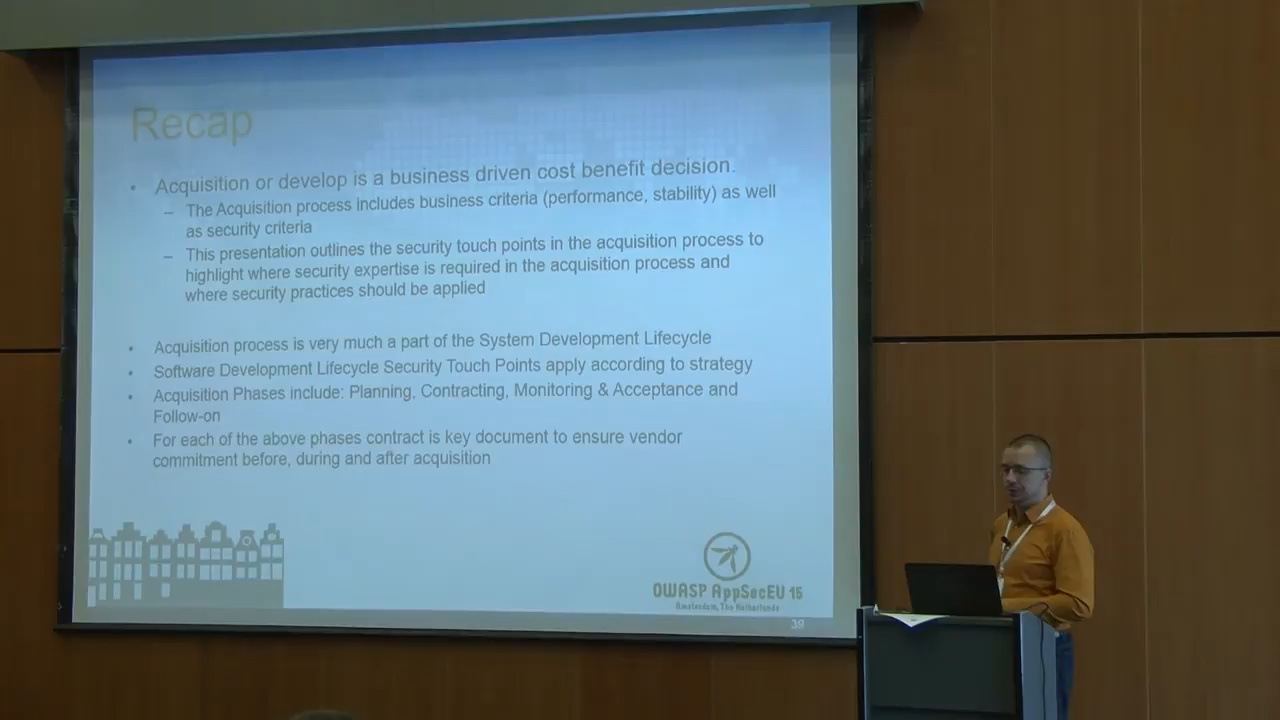 Recap
• Acquisition or develop is a business driven cost benefit decision.
– The Acquisition process includes business criteria (performance, stability) as well
as security criteria
– This presentation outlines the security touch points in the acquisition process to
highlight where security expertise is required in the acquisition process and
where security practices should be applied
• Acquisition process is very much a part of the System Development Lifecycle
• Software Development Lifecycle Security Touch Points apply according to strategy
• Acquisition Phases include: Planning, Contracting, Monitoring & Acceptance and
Follow-on
• For each of the above phases contract is key document to ensure vendor
commitment before, during and after acquisition
OWASP AppSecEU 15
Amsterdam, The Netherlands
39